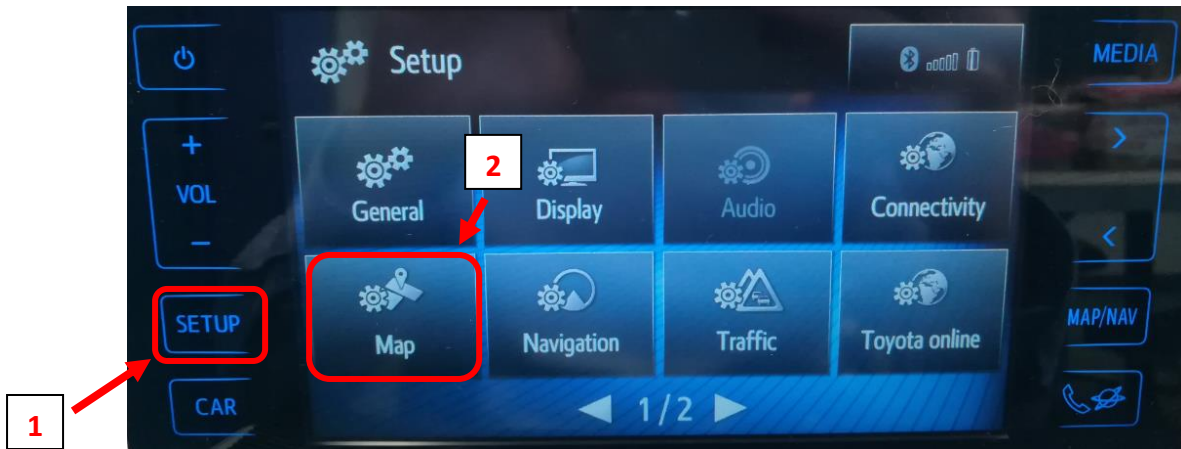 Setup
MEDIA
+
VOL
-
2
General
Display
Audio
Connectivity
>
<
SETUP
Map
Navigation
Traffic
Toyota online
MAP/NAV
1
CAR
1/2